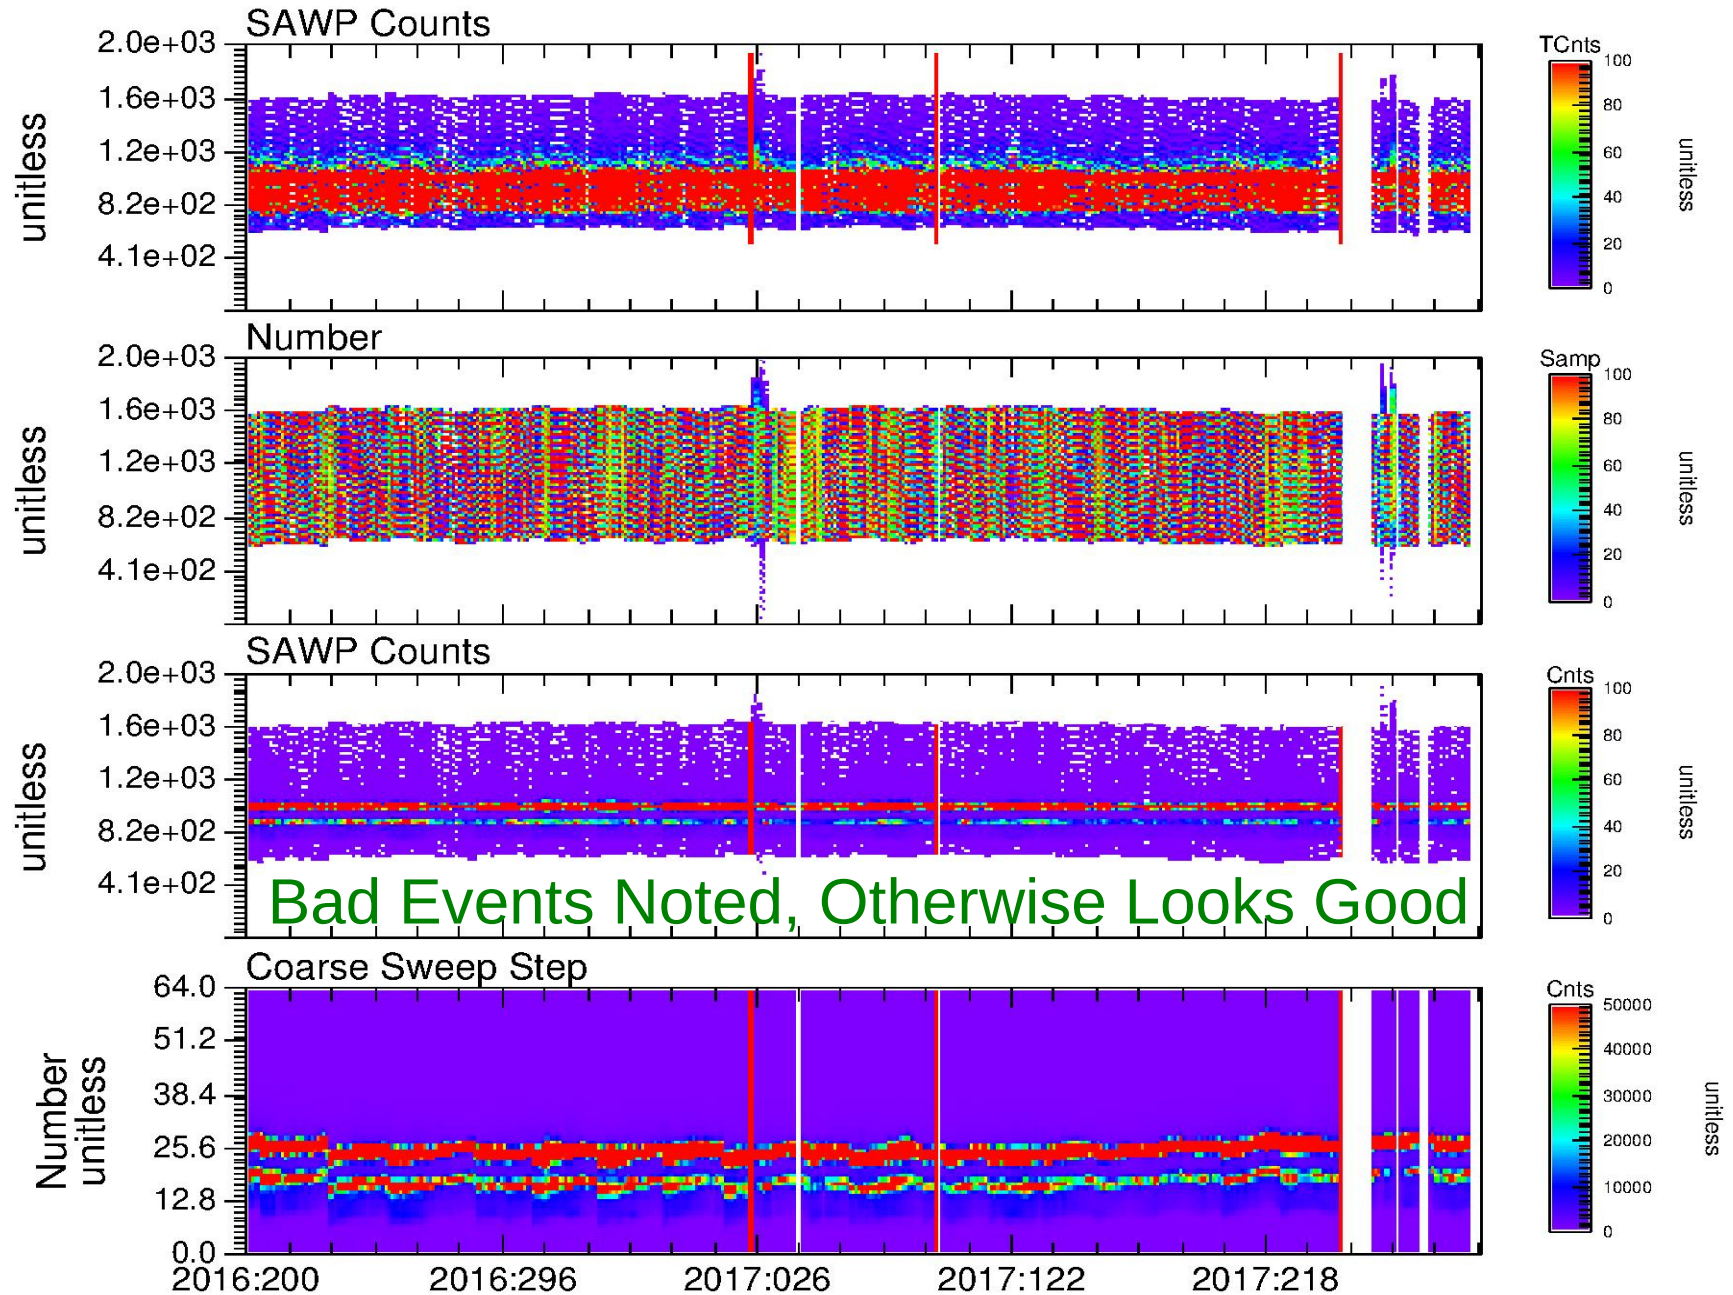 SAWP Counts
2.0e+03
1.6e+03
1.2e+03
8.2e+02
4.1e+02
unitless
TCnts
100
80
60
40
20
0
unitless
Number
2.0e+03
1.6e+03
1.2e+03
8.2e+02
4.1e+02
unitless
Samp
100
80
60
40
20
0
unitless
SAWP Counts
2.0e+03
1.6e+03
1.2e+03
8.2e+02
4.1e+02
unitless
Cnts
100
80
60
40
20
0
unitless
Bad Events Noted, Otherwise Looks Good
Coarse Sweep Step
64.0
51.2
38.4
25.6
12.8
0.0
Number
unitless
Cnts
50000
40000
30000
20000
10000
0
unitless
2016:200 2016:296 2017:026 2017:122 2017:218